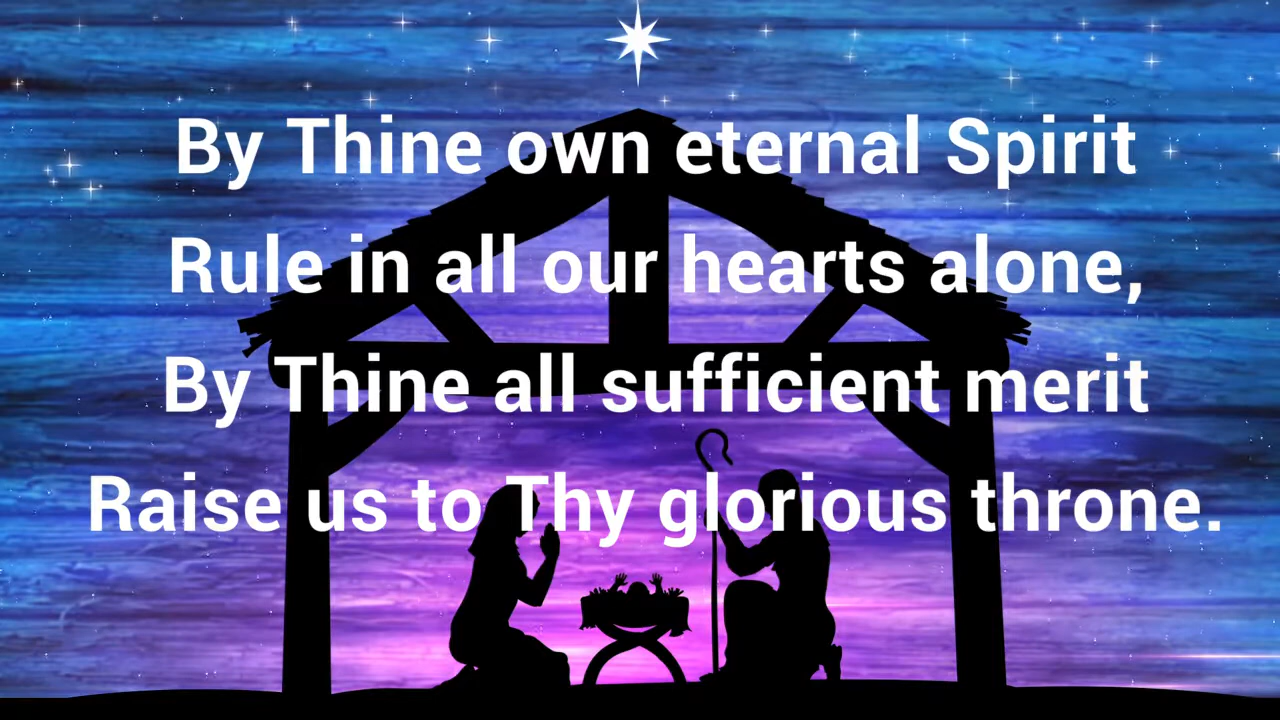 By Thine own eternal Spirit
Rule in all our hearts alone,
By Thine all sufficient merit
Raise us to Thy glorious throne.